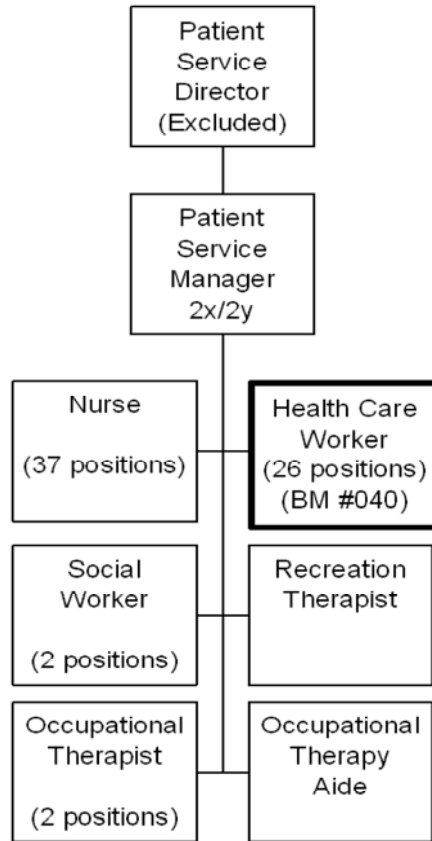 Patient
Service
Director
(Excluded)
Patient
Service
Manager
2x/2y
Nurse
(37 positions)
Health Care
Worker
(26 positions)
(BM #040)
Social
Worker
(2 positions)
Recreation
Therapist
Occupational
Therapist
(2 positions)
Occupational
Therapy
Aide